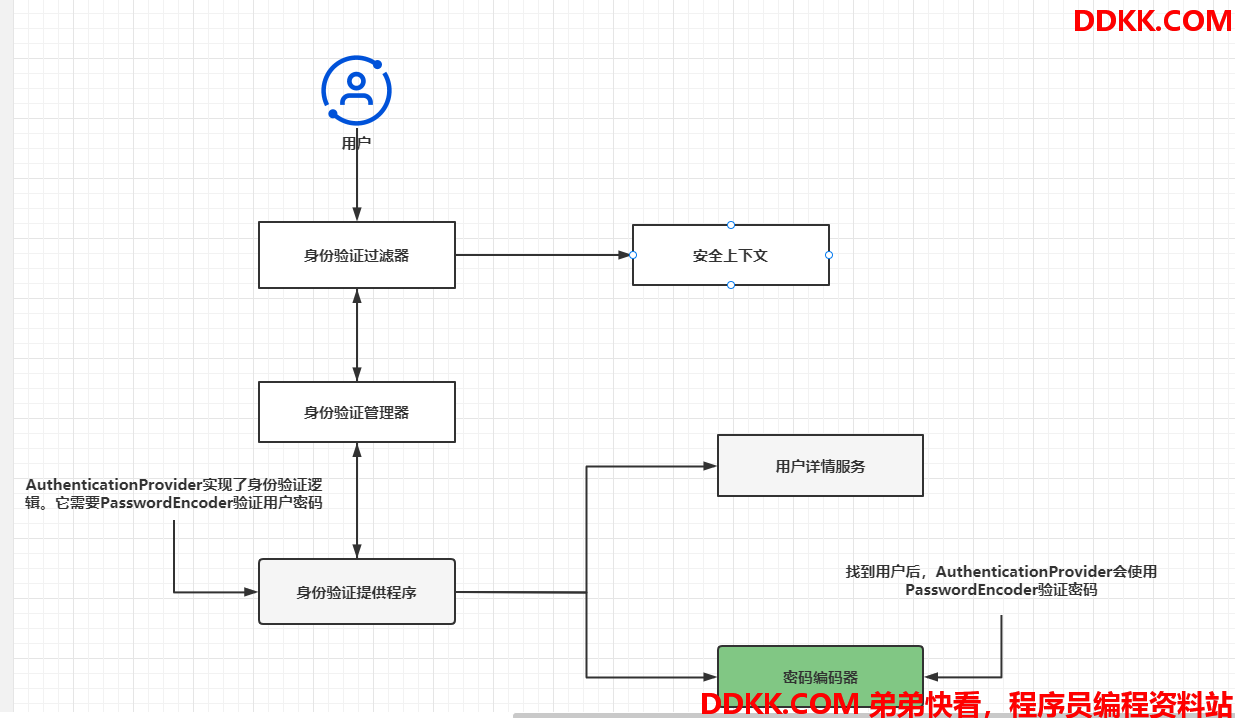 DDKK.COM
用户
身份验证过滤器
安全上下文
身份验证管理器
用户详情服务
AuthenticationProvider实现了身份验证逻
辑。它需要PasswordEncoder验证用户密码
身份验证提供程序
找到用户后，AuthenticationProvider会使用
PasswordEncoder验证密码
密码编码器
DDKK.COM 弟弟快看，程序员编程资料站